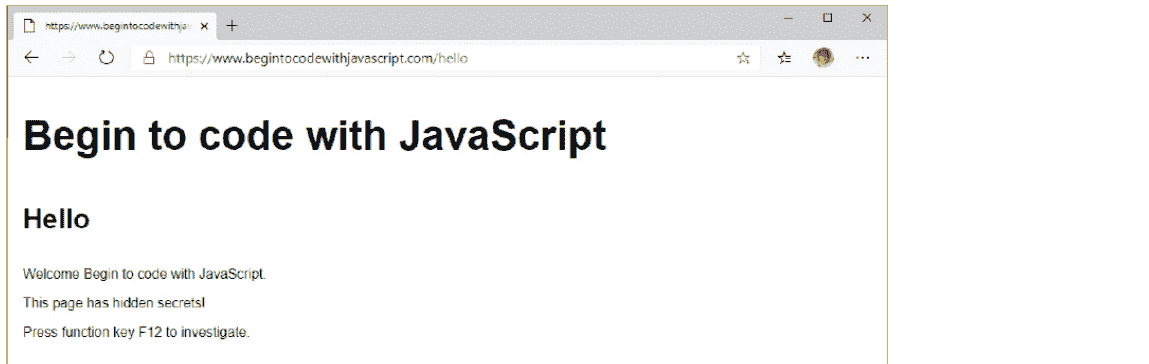 https://www.begintocodewithjav
https://www.begintocodewithjavascript.com/hello
Begin to code with JavaScript
Hello
Welcome Begin to code with JavaScript.
This page has hidden secrets!
Press function key F12 to investigate.